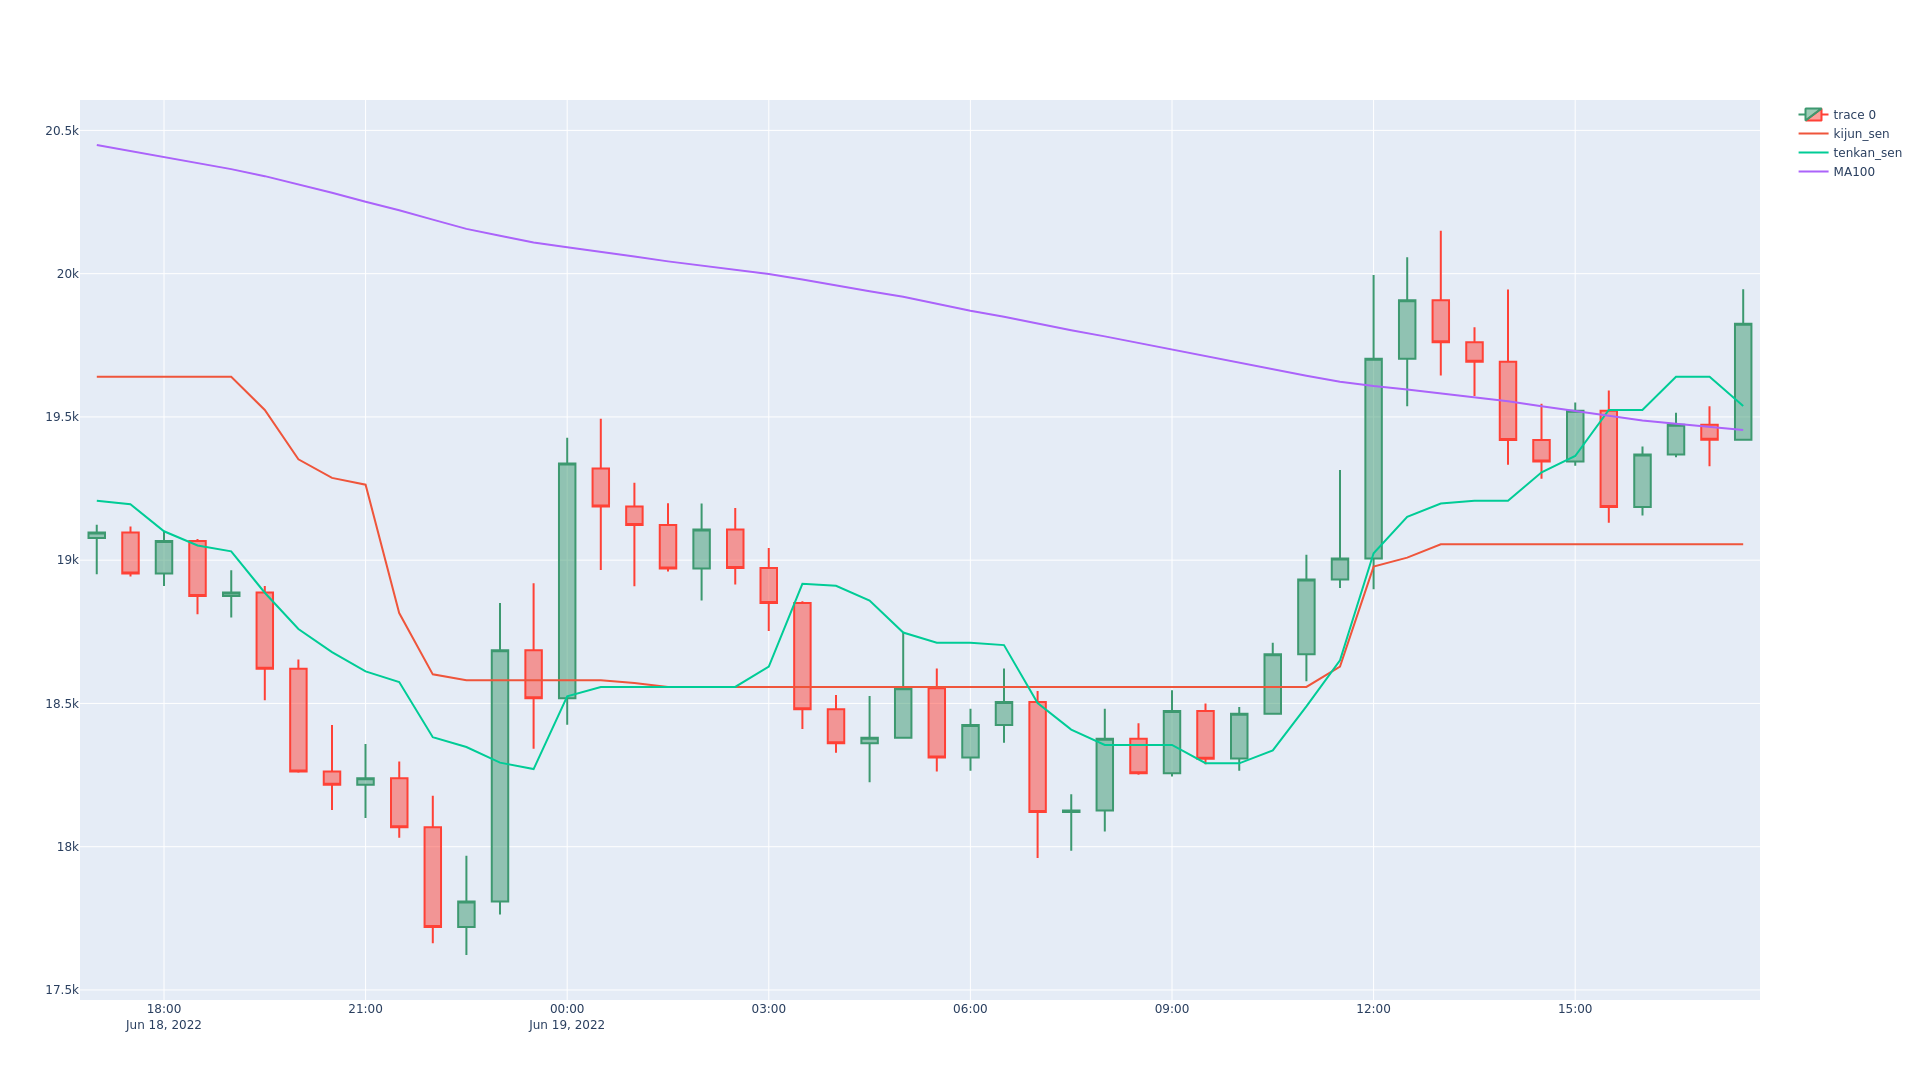 20.5k
20k
19.5k
19k
18.5k
18k
17.5k
18:00
Jun 18, 2022
21:00
00:00
Jun 19, 2022
03:00
06:00
09:00
12:00
15:00
trace 0
kijun_sen
tenkan_sen
MA100